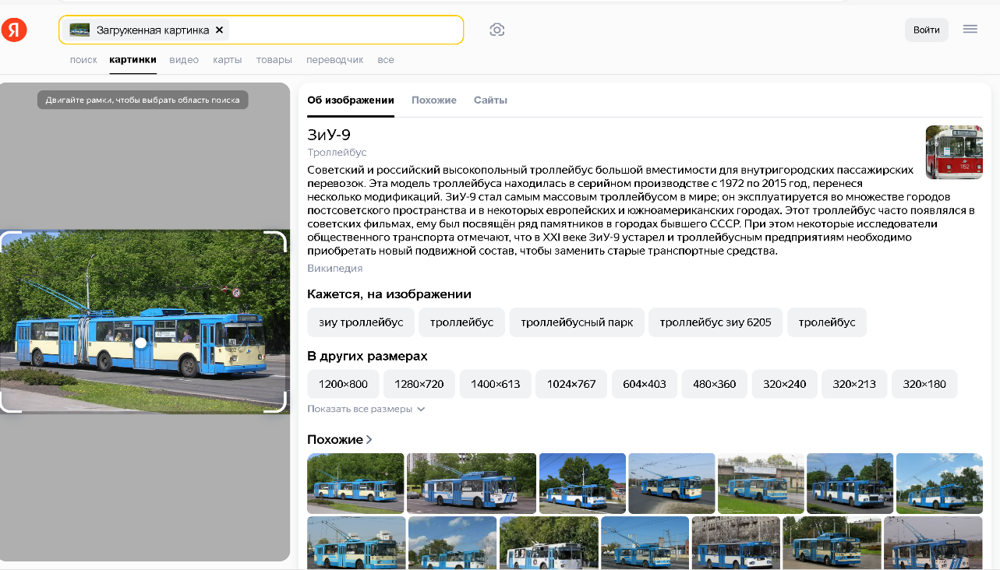 Я
Загруженная картинка ✕
Войти
поиск картинки видео карты товары переводчик все
Двигайте рамки, чтобы выбрать область поиска
Об изображении Похожие Сайты
ЗиУ-9
Троллейбус
Советский и российский высокопольный троллейбус большой вместимости для внутригородских пассажирских
перевозок. Эта модель троллейбуса находилась в серийном производстве с 1972 по 2015 год, перенеся
несколько модификаций. ЗиУ-9 стал самым массовым троллейбусом в мире; он эксплуатируется во множестве городов
постсоветского пространства и в некоторых европейских и южноамериканских городах. Этот троллейбус часто появлялся в
советских фильмах, ему был посвящён ряд памятников в городах бывшего СССР. При этом некоторые исследователи
общественного транспорта отмечают, что в XXI веке ЗиУ-9 устарел и троллейбусным предприятиям необходимо
приобретать новый подвижной состав, чтобы заменить старые транспортные средства.
Википедия
1152
Кажется, на изображении
зиу троллейбус троллейбус троллейбусный парк троллейбус зиу 6205 тролейбус
В других размерах
1200×800 1280×720 1400×613 1024×767 604×403 480×360 320×240 320×213 320×180
Показать все размеры
Похожие